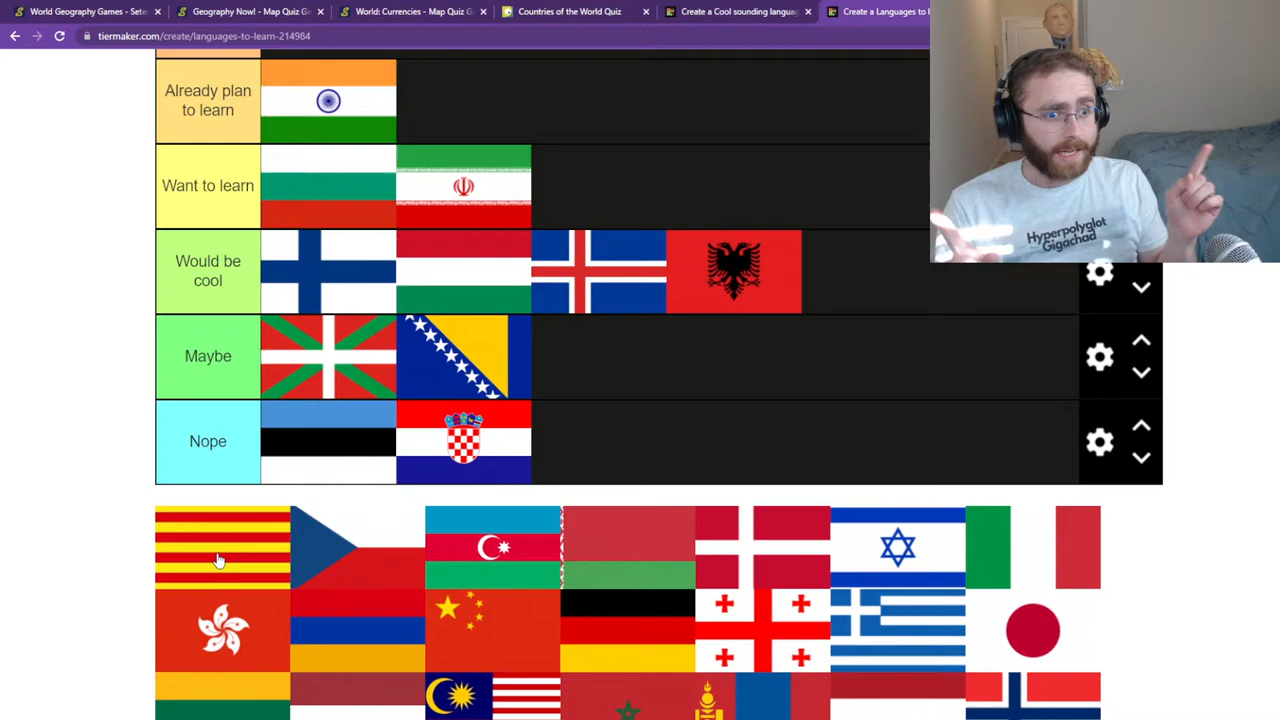 World Geography Games - Sete
Geography Now! - Map Quiz Ga
World: Currencies - Map Quiz G
Countries of the World Quiz
Create a Cool sounding languag
Create a Languages to l
tiermaker.com/create/languages-to-learn-214984
Already plan
to learn
Want to learn
Would be
cool
Maybe
Nope
Hyperpolyglot
Gigachad